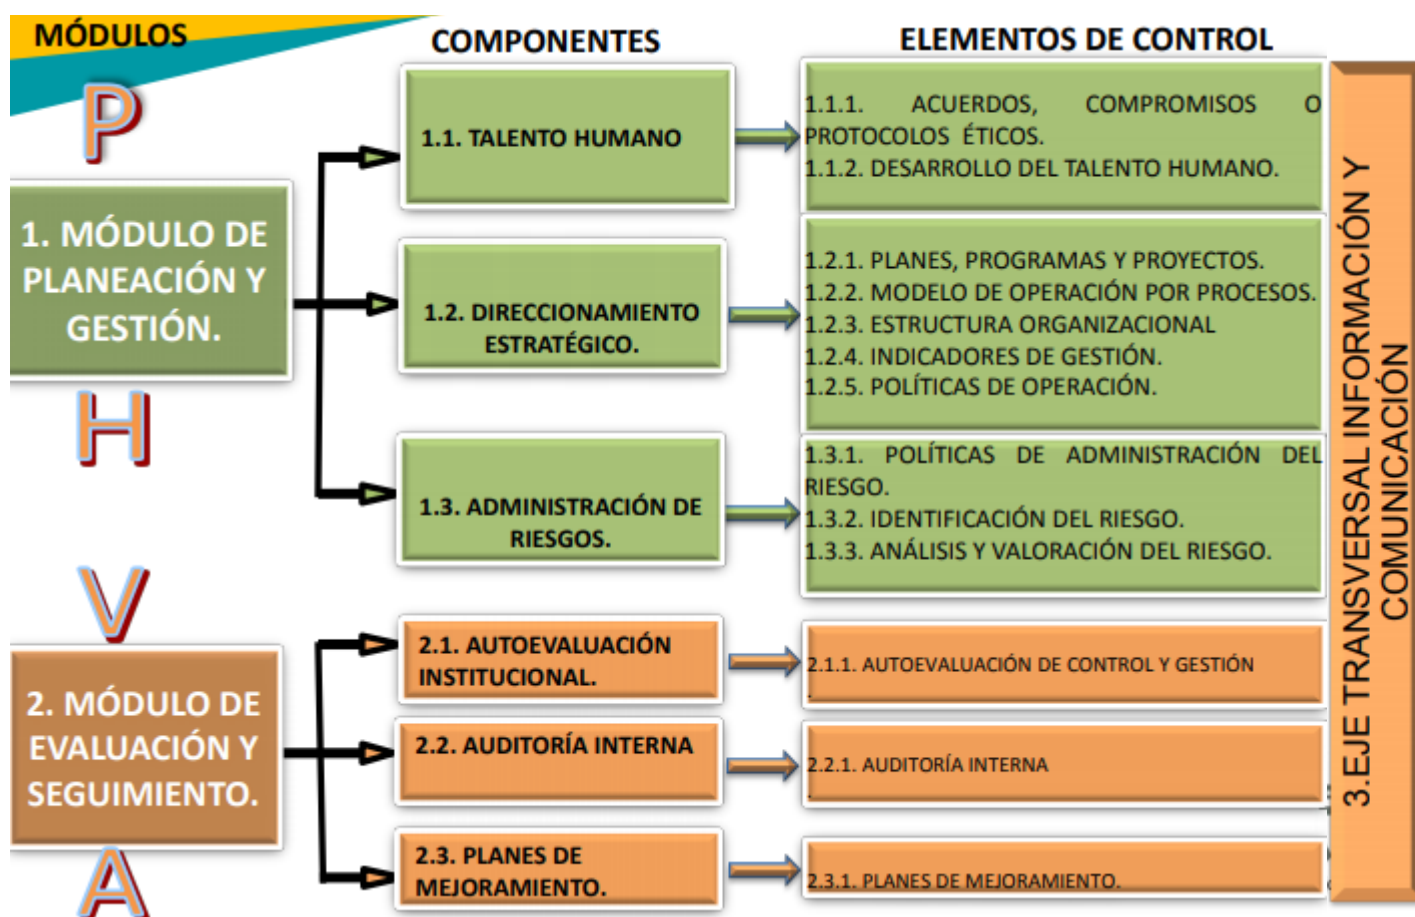 MÓDULOS
COMPONENTES
ELEMENTOS DE CONTROL
P
1. MÓDULO DE
PLANEACIÓN Y
GESTIÓN.
H
1.1. TALENTO HUMANO
1.1.1. ACUERDOS, COMPROMISOS O
PROTOCOLOS ÉTICOS.
1.1.2. DESARROLLO DEL TALENTO HUMANO.
1.2. DIRECCIONAMIENTO
ESTRATÉGICO.
1.2.1. PLANES, PROGRAMAS Y PROYECTOS.
1.2.2. MODELO DE OPERACIÓN POR PROCESOS.
1.2.3. ESTRUCTURA ORGANIZACIONAL
1.2.4. INDICADORES DE GESTIÓN.
1.2.5. POLÍTICAS DE OPERACIÓN.
1.3. ADMINISTRACIÓN DE
RIESGOS.
1.3.1. POLÍTICAS DE ADMINISTRACIÓN DEL
RIESGO.
1.3.2. IDENTIFICACIÓN DEL RIESGO.
1.3.3. ANÁLISIS Y VALORACIÓN DEL RIESGO.
V
2. MÓDULO DE
EVALUACIÓN Y
SEGUIMIENTO.
A
2.1. AUTOEVALUACIÓN
INSTITUCIONAL.
2.1.1. AUTOEVALUACIÓN DE CONTROL Y GESTIÓN
.
2.2. AUDITORÍA INTERNA
2.2.1. AUDITORÍA INTERNA
.
2.3. PLANES DE
MEJORAMIENTO.
2.3.1. PLANES DE MEJORAMIENTO.
3.EJE TRANSVERSAL INFORMACIÓN Y
COMUNICACIÓN